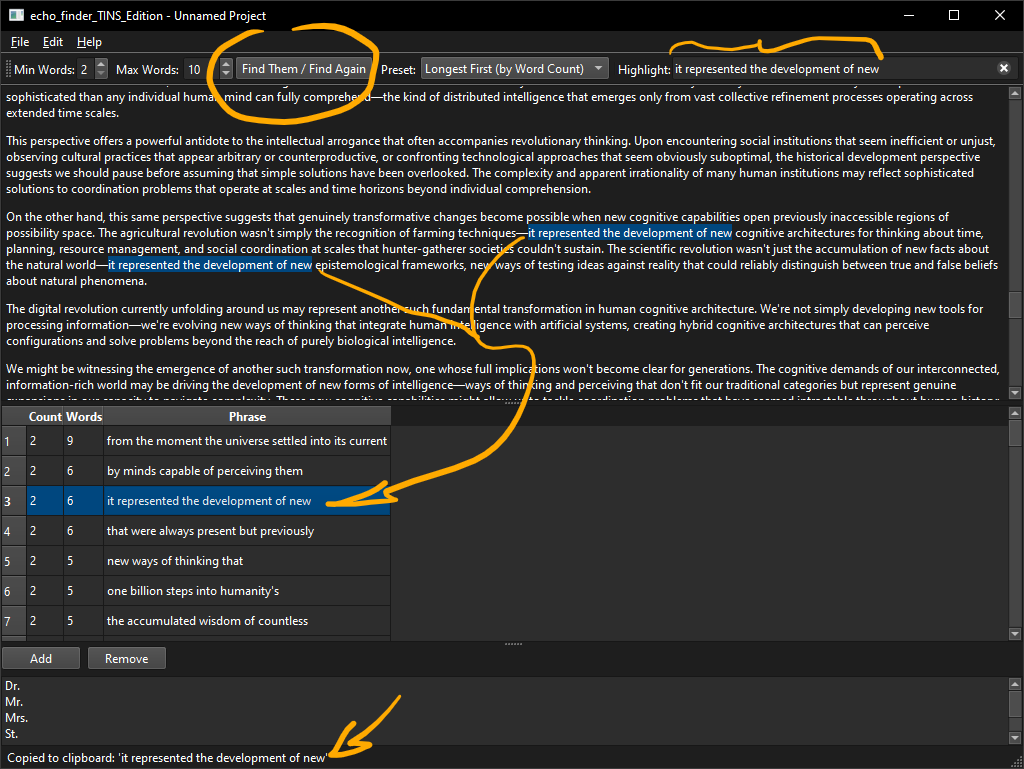 echo_finder_TINS_Edition - Unnamed Project
File Edit Help
Min Words: 2 Max Words: 10 Find Them / Find Again Preset: Longest First (by Word Count) Highlight: it represented the development of new
sophisticated than any individual human mind can fully comprehend—the kind of distributed intelligence that emerges only from vast collective refinement processes operating across
extended time scales.
This perspective offers a powerful antidote to the intellectual arrogance that often accompanies revolutionary thinking. Upon encountering social institutions that seem inefficient or unjust,
observing cultural practices that appear arbitrary or counterproductive, or confronting technological approaches that seem obviously suboptimal, the historical development perspective
suggests we should pause before assuming that simple solutions have been overlooked. The complexity and apparent irrationality of many human institutions may reflect sophisticated
solutions to coordination problems that operate at scales and time horizons beyond individual comprehension.
On the other hand, this same perspective suggests that genuinely transformative changes become possible when new cognitive capabilities open previously inaccessible regions of
possibility space. The agricultural revolution wasn't simply the recognition of farming techniques—it represented the development of new cognitive architectures for thinking about time,
planning, resource management, and social coordination at scales that hunter-gatherer societies couldn't sustain. The scientific revolution wasn't just the accumulation of new facts about
the natural world—it represented the development of new epistemological frameworks, new ways of testing ideas against reality that could reliably distinguish between true and false beliefs
about natural phenomena.
The digital revolution currently unfolding around us may represent another such fundamental transformation in human cognitive architecture. We're not simply developing new tools for
processing information—we're evolving new ways of thinking that integrate human intelligence with artificial systems, creating hybrid cognitive architectures that can perceive
configurations and solve problems beyond the reach of purely biological intelligence.
We might be witnessing the emergence of another such transformation now, one whose full implications won't become clear for generations. The cognitive demands of our interconnected,
information-rich world may be driving the development of new forms of intelligence—ways of thinking and perceiving that don't fit our traditional categories but represent genuine
Count Words Phrase
1 2 9 from the moment the universe settled into its current
2 2 6 by minds capable of perceiving them
3 2 6 it represented the development of new
4 2 6 that were always present but previously
5 2 5 new ways of thinking that
6 2 5 one billion steps into humanity's
7 2 5 the accumulated wisdom of countless
Add Remove
Dr.
Mr.
Mrs.
St.
Copied to clipboard: 'it represented the development of new'